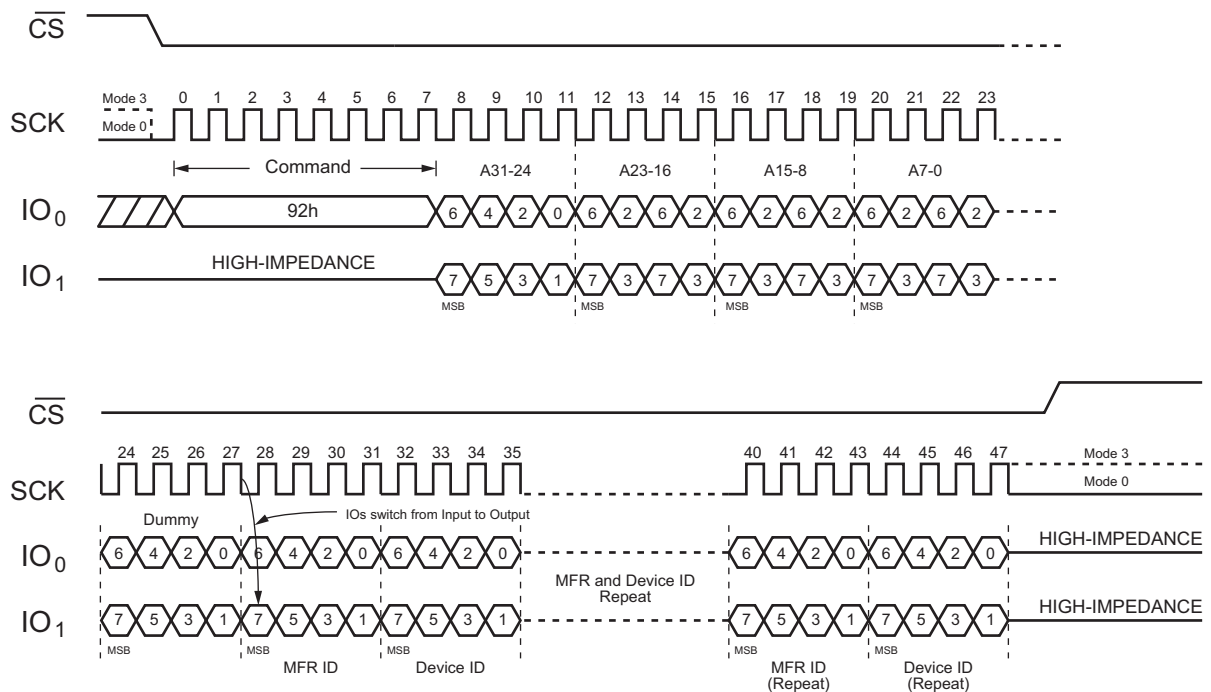 CS
Mode 3
0 1 2 3 4 5 6 7 8 9 10 11 12 13 14 15 16 17 18 19 20 21 22 23
SCK
Mode 0
Command
A31-24
A23-16
A15-8
A7-0
IO0
92h
6 4 2 0 6 2 6 2 6 2 6 2 6 2 6 2
IO1
HIGH-IMPEDANCE
7 5 3 1 7 3 7 3 7 3 7 3 7 3 7 3
MSB MSB MSB MSB
CS
24 25 26 27 28 29 30 31 32 33 34 35
40 41 42 43 44 45 46 47
Mode 3
SCK
Mode 0
Dummy
IOs switch from Input to Output
IO0
6 4 2 0 6 4 2 0 6 4 2 0
6 4 2 0 6 4 2 0
HIGH-IMPEDANCE
MFR and Device ID
Repeat
IO1
7 5 3 1 7 5 3 1 7 5 3 1
7 5 3 1 7 5 3 1
HIGH-IMPEDANCE
MSB MSB MSB
MSB MSB
MFR ID
Device ID
MFR ID
(Repeat)
Device ID
(Repeat)